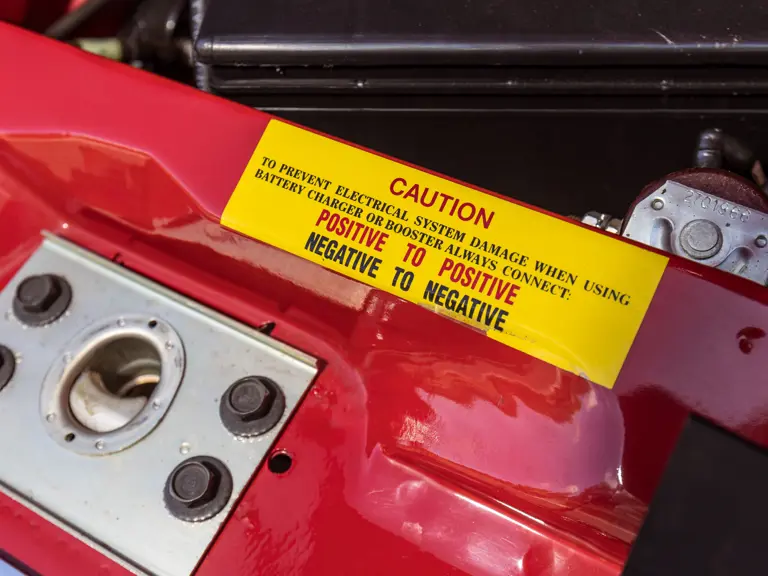 CAUTION
TO PREVENT ELECTRICAL SYSTEM DAMAGE WHEN USING
BATTERY CHARGER OR BOOSTER ALWAYS CONNECT:
POSITIVE TO POSITIVE
NEGATIVE TO NEGATIVE